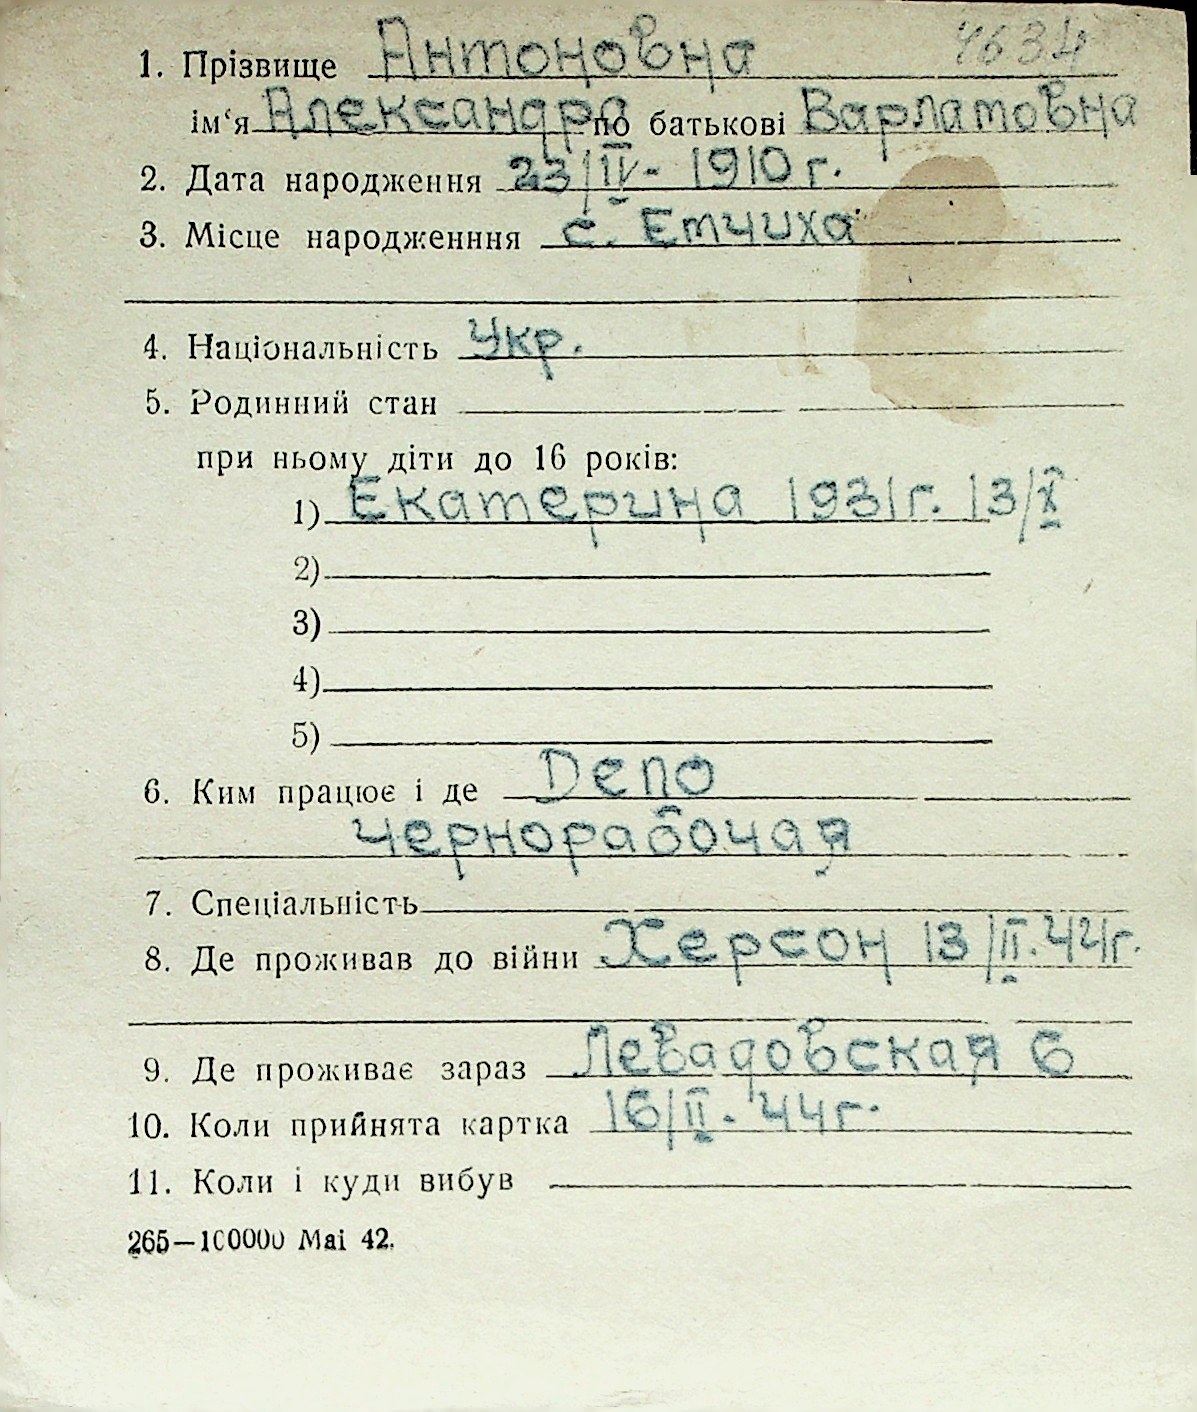 1. Прізвище Антоновна 4634
ім‘я Александра по батькові Варламовна
2. Дата народження 23/IV - 1910 г.
3. Місце народженння с. Етчиха
4. Національність Укр.
5. Родинний стан
при ньому діти до 16 років:
1) Екатерина 1931г. 13/X
2)
3)
4)
5)
6. Ким працює і де Депо
чернорабочая
7. Спеціальність
8. Де проживав до війни Херсон 13/II.44г.
9. Де проживає зараз Левадовская 6
10. Коли прийнята картка 16/II. 44г.
11. Коли і куди вибув
265—100000 Mai 42.